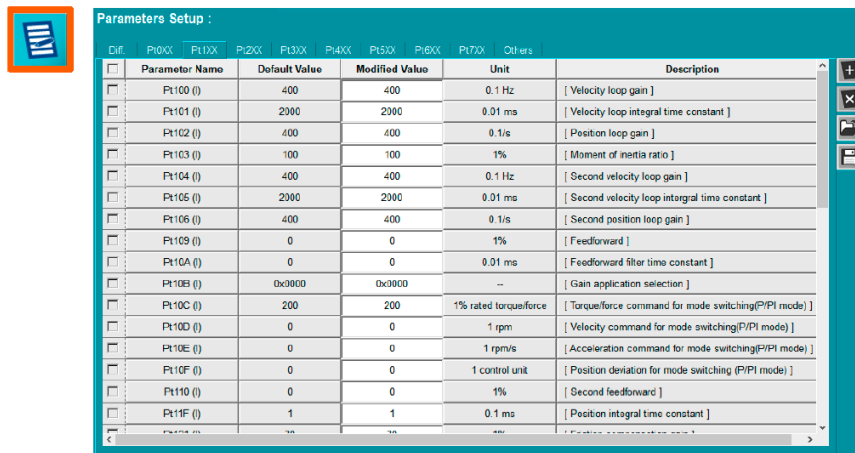 Parameters Setup :
Diff. Pt0XX Pt1XX Pt2XX Pt3XX Pt4XX Pt5XX Pt6XX Pt7XX Others
Parameter Name Default Value Modified Value Unit Description
Pt100 (I) 400 400 0.1 Hz [ Velocity loop gain ]
Pt101 (I) 2000 2000 0.01 ms [ Velocity loop integral time constant ]
Pt102 (I) 400 400 0.1/s [ Position loop gain ]
Pt103 (I) 100 100 1% [ Moment of inertia ratio ]
Pt104 (I) 400 400 0.1 Hz [ Second velocity loop gain ]
Pt105 (I) 2000 2000 0.01 ms [ Second velocity loop intergral time constant ]
Pt106 (I) 400 400 0.1/s [ Second position loop gain ]
Pt109 (I) 0 0 1% [ Feedforward ]
Pt10A (I) 0 0 0.01 ms [ Feedforward filter time constant ]
Pt10B (I) 0x0000 0x0000 -- [ Gain application selection ]
Pt10C (I) 200 200 1% rated torque/force [ Torque/force command for mode switching(P/PI mode) ]
Pt10D (I) 0 0 1 rpm [ Velocity command for mode switching(P/PI mode) ]
Pt10E (I) 0 0 1 rpm/s [ Acceleration command for mode switching(P/PI mode) ]
Pt10F (I) 0 0 1 control unit [ Position deviation for mode switching (P/PI mode) ]
Pt110 (I) 0 0 1% [ Second feedforward ]
Pt11F (I) 1 1 0.1 ms [ Position integral time constant ]